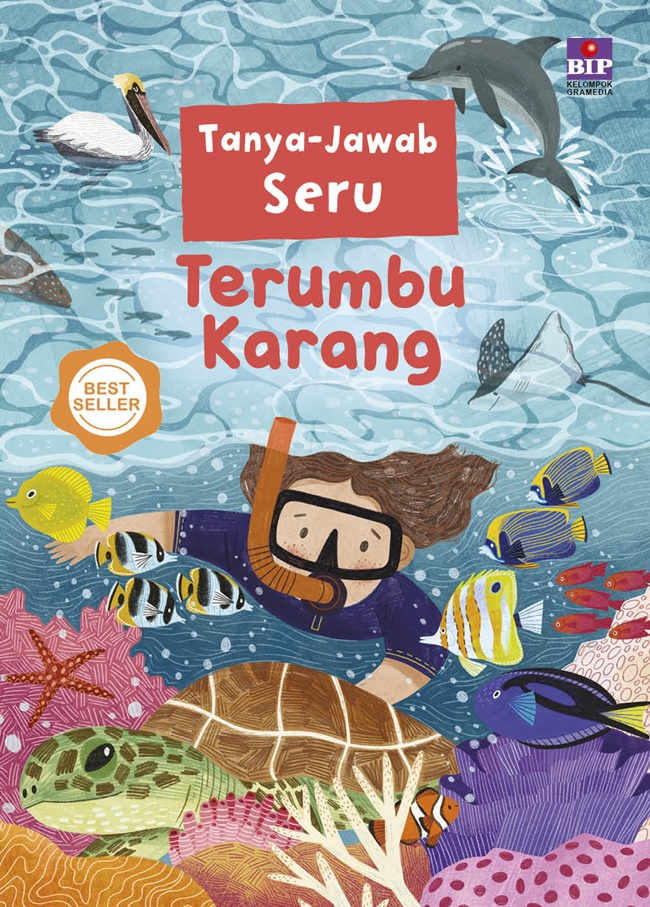 BIP
KELOMPOK
GRAMEDIA
Tanya-Jawab
Seru
Terumbu
Karang
BEST
SELLER